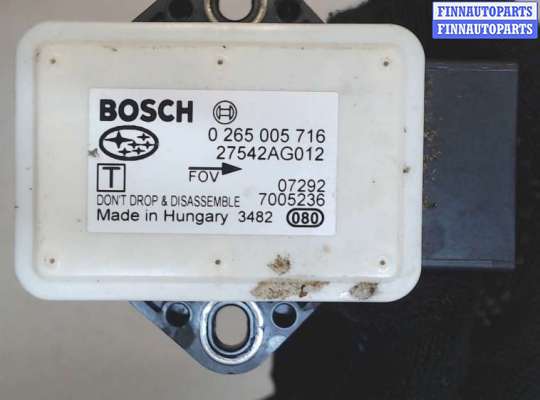 FINNAUTOPARTS
FINNAUTOPARTS
BOSCH
0 265 005 716
27542AG012
T
FOV
07292
DON'T DROP & DISASSEMBLE 7005236
Made in Hungary 3482 080